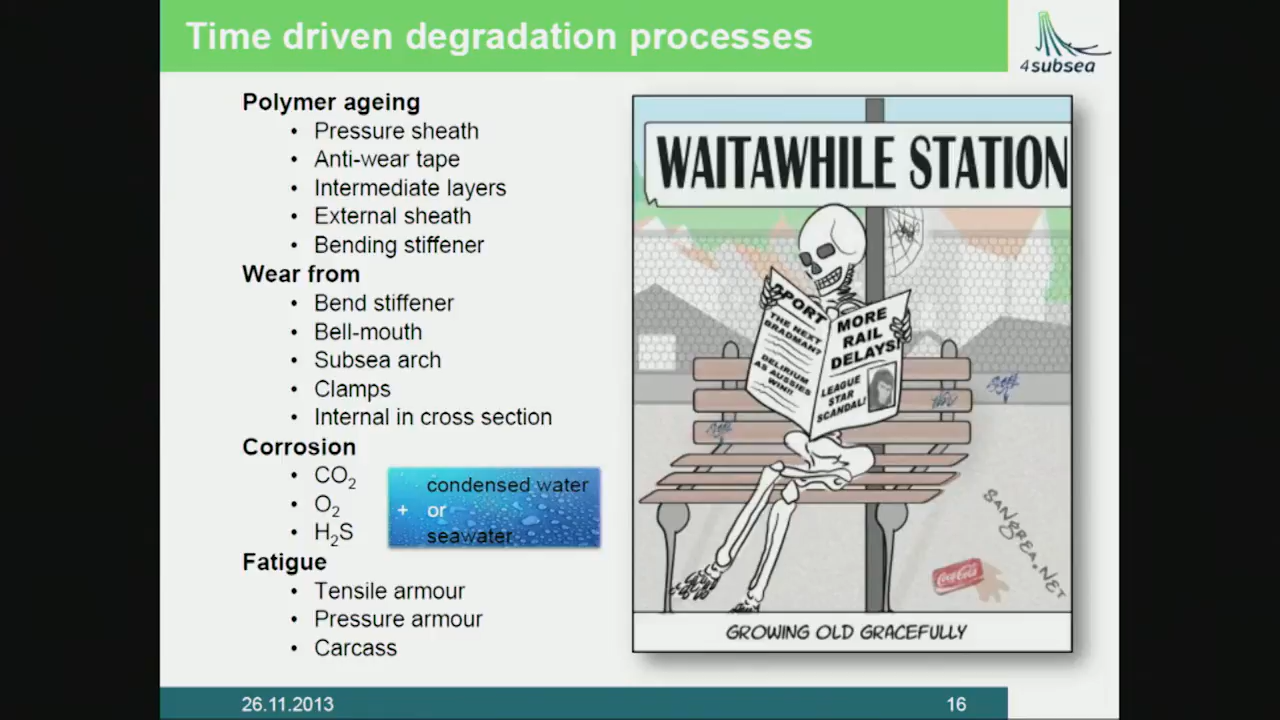 Time driven degradation processes
4subsea
Polymer ageing
• Pressure sheath
• Anti-wear tape
• Intermediate layers
• External sheath
• Bending stiffener
Wear from
• Bend stiffener
• Bell-mouth
• Subsea arch
• Clamps
• Internal in cross section
Corrosion
• CO2
• O2
• H2S
condensed water
+ or
seawater
Fatigue
• Tensile armour
• Pressure armour
• Carcass
WAITAWHILE STATION
SPORT
THE NEXT
BRADMAN?
DELIRIUM
AS AUSSIES
WIN!!
MORE
RAIL
DELAYS!
LEAGUE
STAR
SCANDAL!
SANGREA.NET
Coca-Cola
GROWING OLD GRACEFULLY
26.11.2013
16